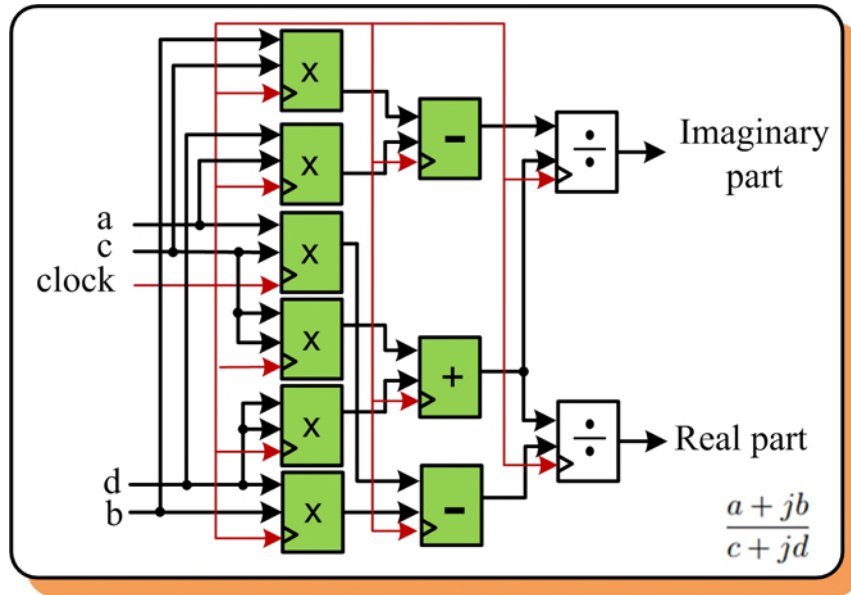 x
x
Imaginary
part
-
÷
a
c
clock
x
x
+
x
÷
Real part
d
b
x
-
a + jb
c + jd